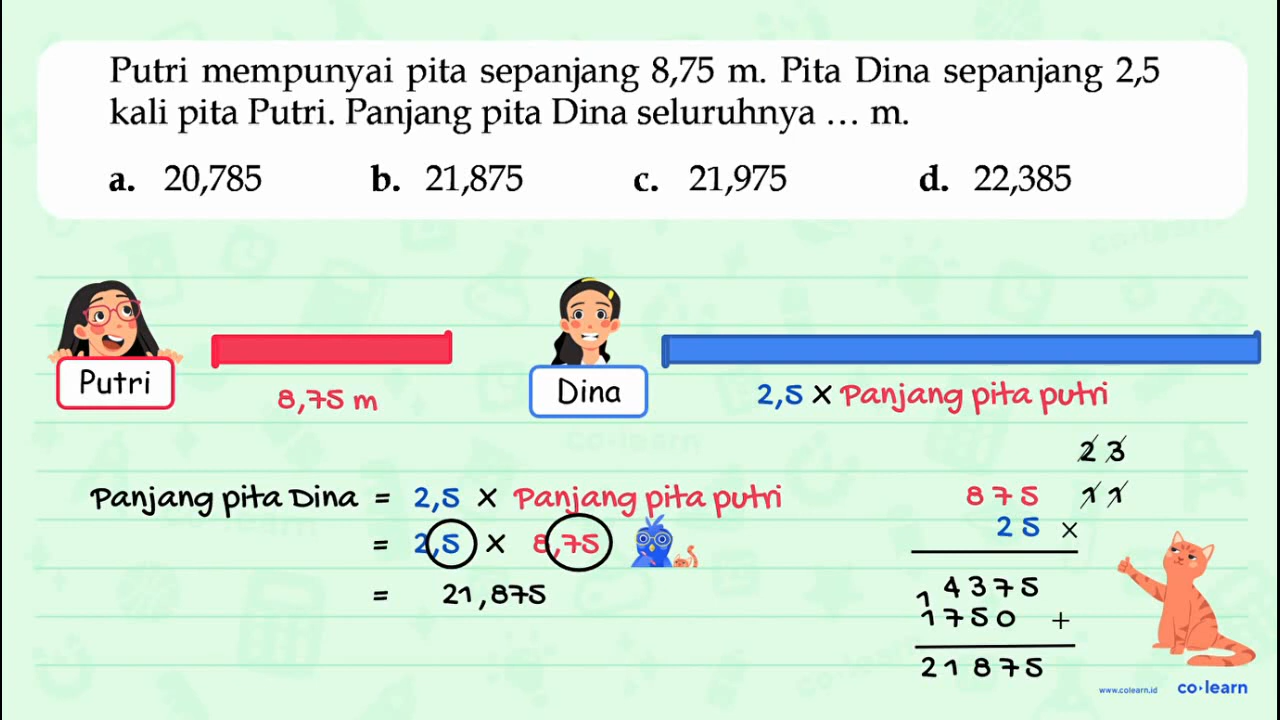 Putri mempunyai pita sepanjang 8,75 m. Pita Dina sepanjang 2,5
kali pita Putri. Panjang pita Dina seluruhnya ... m.
a. 20,785 b. 21,875 c. 21,975 d. 22,385
Putri
8,75 m
Dina
2,5 × Panjang pita putri
Panjang pita Dina = 2,5 × Panjang pita putri
= 2,5 × 8,75
= 21,875
2 3
875 1 1
25 ×
1
4375
1750 +
21875
www.colearn.id co·learn
co·learn